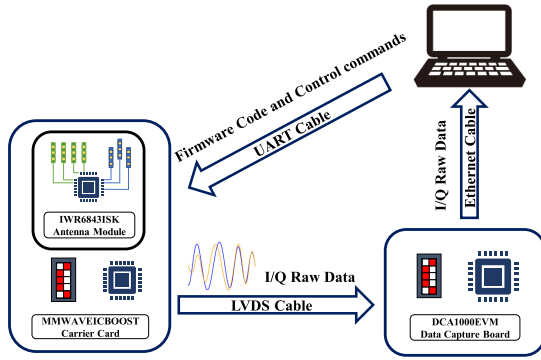 Firmware Code and Control commands
UART Cable
I/Q Raw Data
Ethernet Cable
IWR6843ISK
Antenna Module
MMWAVEICBOOST
Carrier Card
I/Q Raw Data
LVDS Cable
DCA1000EVM
Data Capture Board